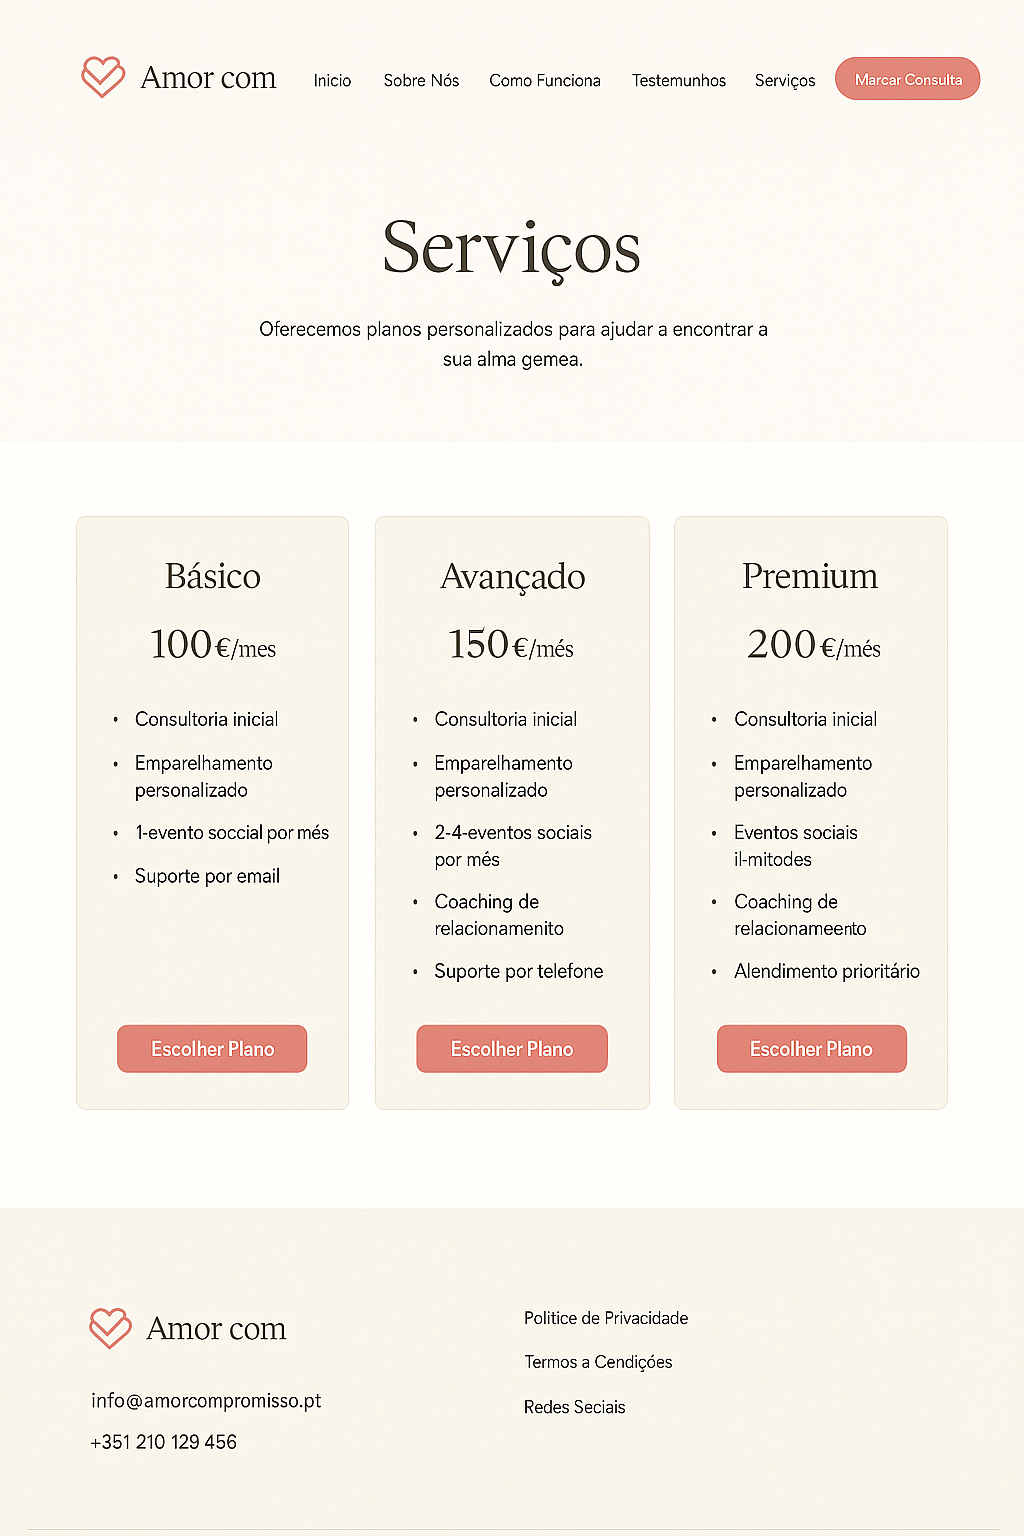 Amor com
Inicio
Sobre Nós
Como Funciona
Testemunhos
Serviços
Marcar Consulta
Serviços
Oferecemos planos personalizados para ajudar a encontrar a
sua alma gemea.
Básico
100€/mes
• Consultoria inicial
• Emparelhamento
personalizado
• 1-evento soccial por més
• Suporte por email
Escolher Plano
Avançado
150€/més
• Consultoria inicial
• Emparelhamento
personalizado
• 2-4-eventos sociais
por més
• Coaching de
relacionamenito
• Suporte por telefone
Escolher Plano
Premium
200€/més
• Consultoria inicial
• Emparelhamento
personalizado
• Eventos sociais
il-mitodes
• Coaching de
relacionameento
• Alendimento prioritário
Escolher Plano
Amor com
info@amorcompromisso.pt
+351 210 129 456
Politice de Privacidade
Termos a Cendições
Redes Seciais